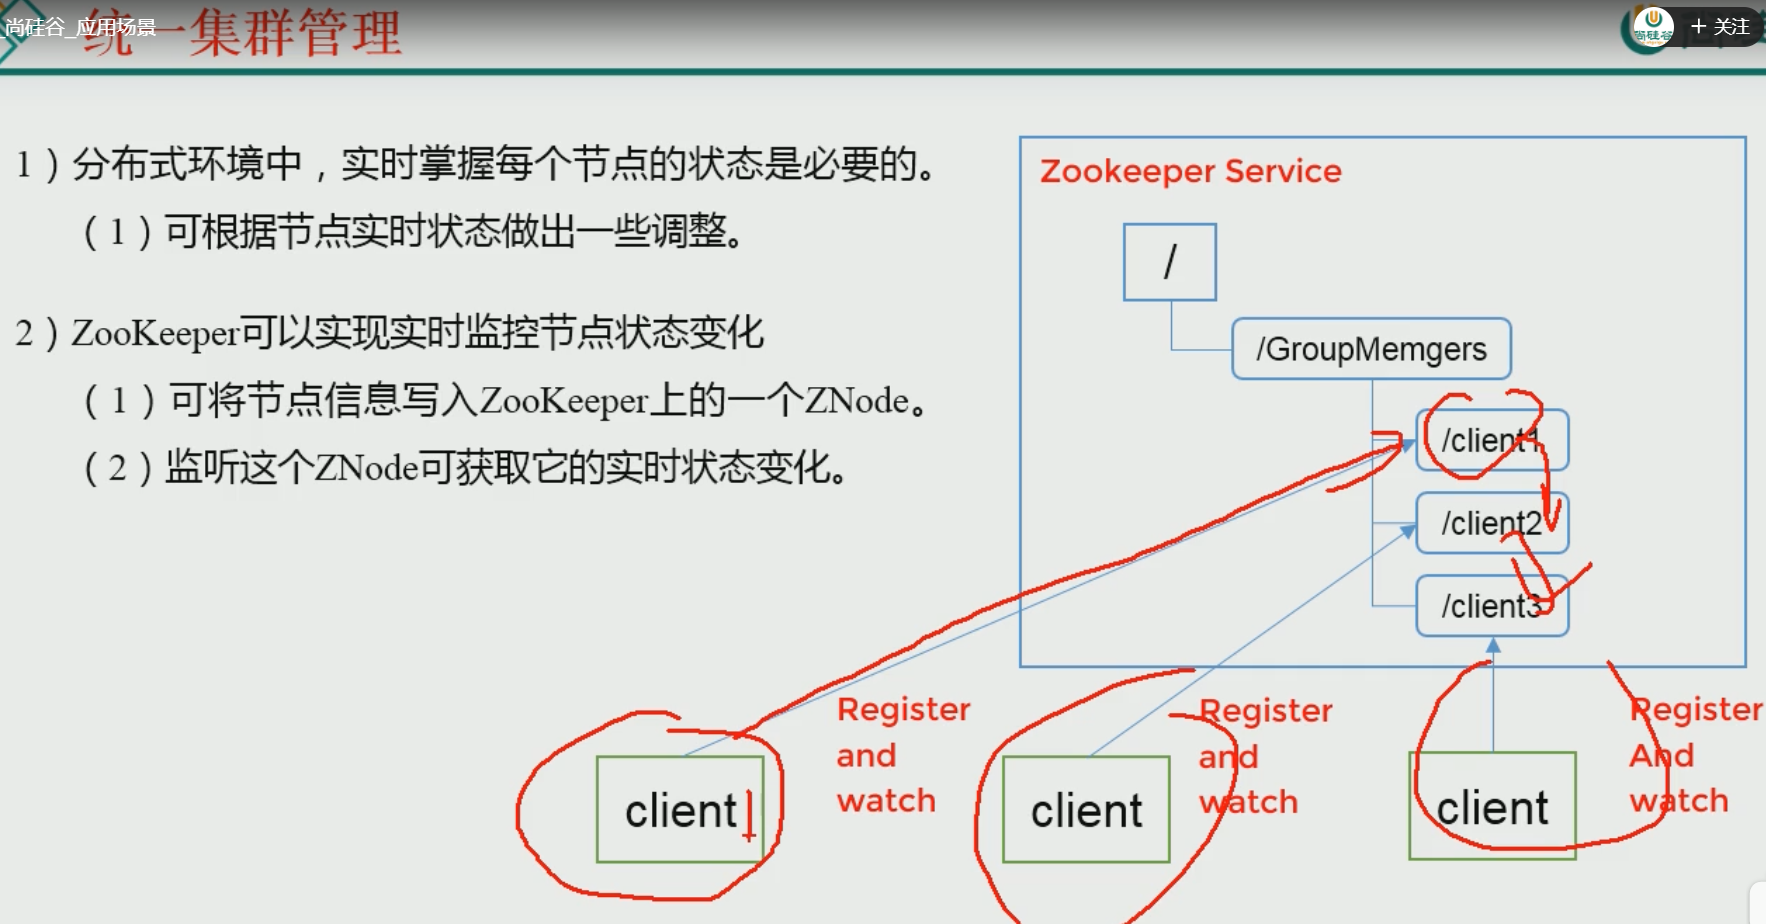 尚硅谷_应用场景
统一集群管理
尚硅谷
+ 关注
1）分布式环境中，实时掌握每个节点的状态是必要的。
（1）可根据节点实时状态做出一些调整。
2）ZooKeeper可以实现实时监控节点状态变化
（1）可将节点信息写入ZooKeeper上的一个ZNode。
（2）监听这个ZNode可获取它的实时状态变化。
Zookeeper Service
/
/GroupMemgers
/client1
/client2
/client3
client1
Register
and
watch
client
Register
and
watch
client
Register
And
watch